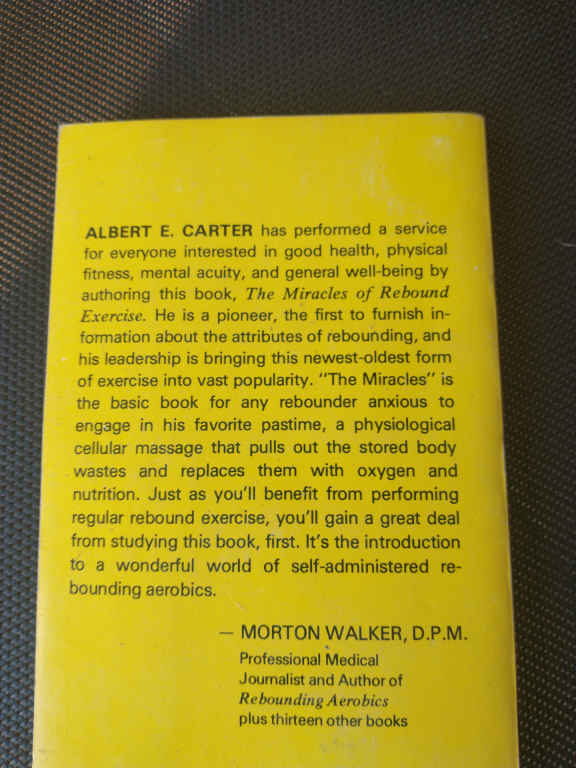 ALBERT E. CARTER has performed a service
for everyone interested in good health, physical
fitness, mental acuity, and general well-being by
authoring this book, The Miracles of Rebound
Exercise. He is a pioneer, the first to furnish in-
formation about the attributes of rebounding, and
his leadership is bringing this newest-oldest form
of exercise into vast popularity. "The Miracles" is
the basic book for any rebounder anxious to
engage in his favorite pastime, a physiological
cellular massage that pulls out the stored body
wastes and replaces them with oxygen and
nutrition. Just as you'll benefit from performing
regular rebound exercise, you'll gain a great deal
from studying this book, first. It's the introduction
to a wonderful world of self-administered re-
bounding aerobics.
— MORTON WALKER, D.P.M.
Professional Medical
Journalist and Author of
Rebounding Aerobics
plus thirteen other books